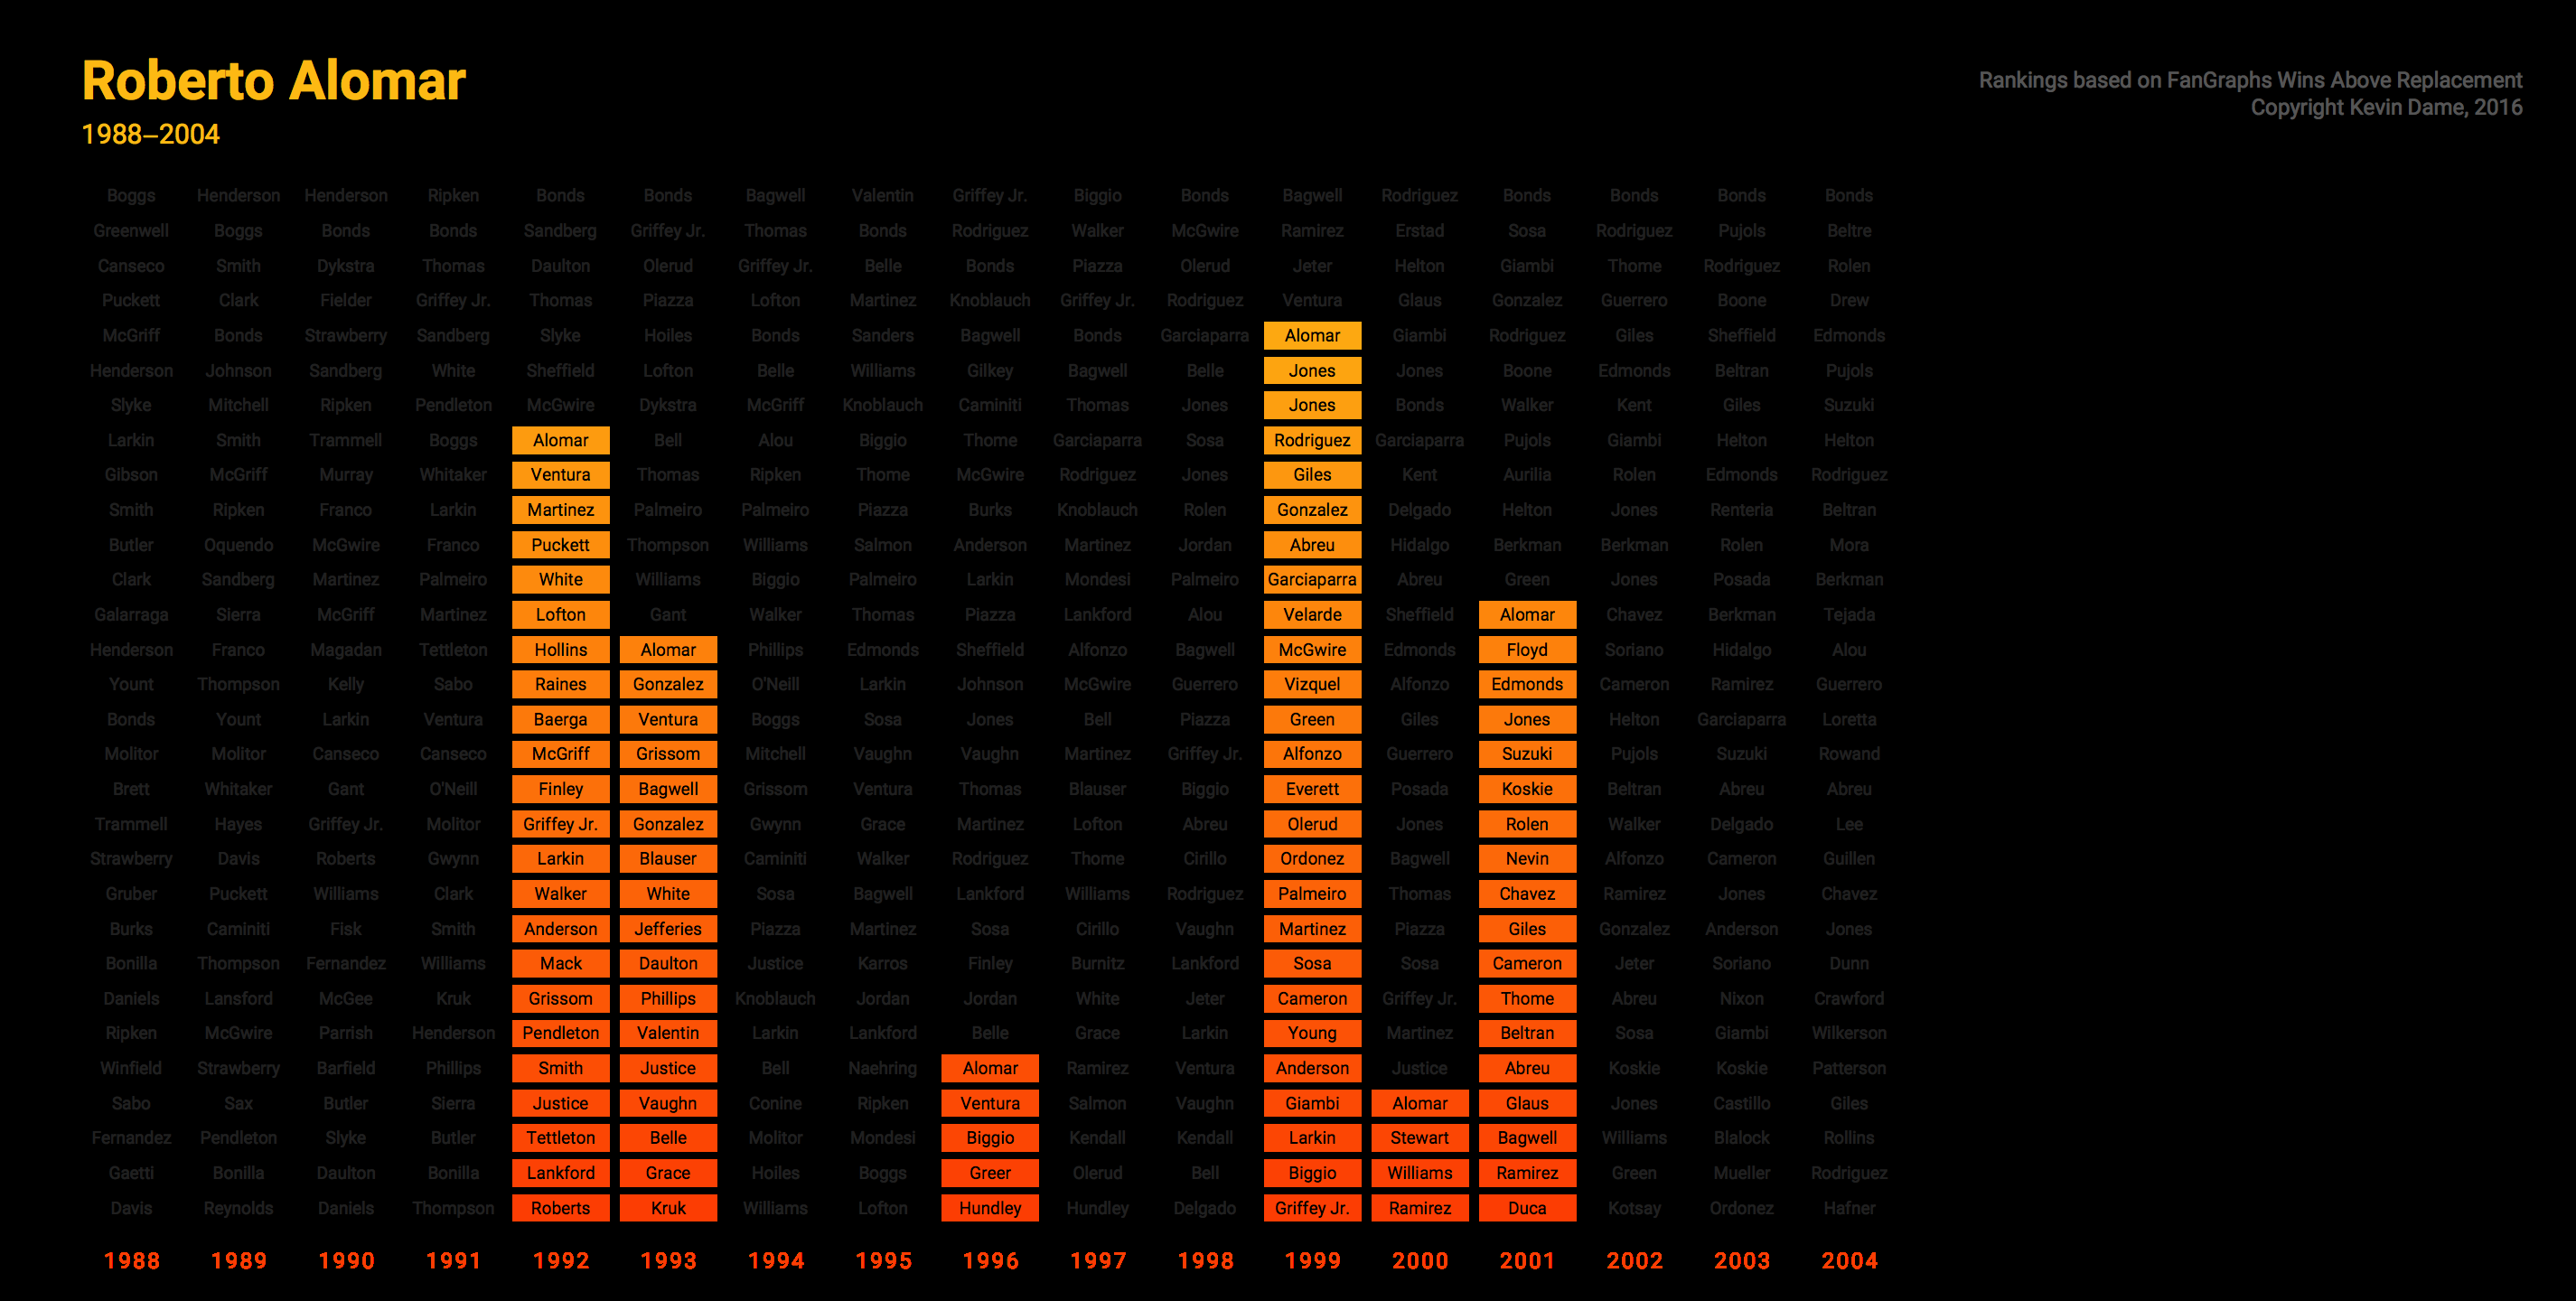 Roberto Alomar
1988–2004
Rankings based on FanGraphs Wins Above Replacement
Copyright Kevin Dame, 2016
Boggs Henderson Henderson Ripken Bonds Bonds Bagwell Valentin Griffey Jr. Biggio Bonds Bagwell Rodriguez Bonds Bonds Bonds Bonds
Greenwell Boggs Bonds Bonds Sandberg Griffey Jr. Thomas Bonds Rodriguez Walker McGwire Ramirez Erstad Sosa Rodriguez Pujols Beltre
Canseco Smith Dykstra Thomas Daulton Olerud Griffey Jr. Belle Bonds Piazza Olerud Jeter Helton Giambi Thome Rodriguez Rolen
Puckett Clark Fielder Griffey Jr. Thomas Piazza Lofton Martinez Knoblauch Griffey Jr. Rodriguez Ventura Glaus Gonzalez Guerrero Boone Drew
McGriff Bonds Strawberry Sandberg Slyke Hoiles Bonds Sanders Bagwell Bonds Garciaparra Alomar Giambi Rodriguez Giles Sheffield Edmonds
Henderson Johnson Sandberg White Sheffield Lofton Belle Williams Gilkey Bagwell Belle Jones Jones Boone Edmonds Beltran Pujols
Slyke Mitchell Ripken Pendleton McGwire Dykstra McGriff Knoblauch Caminiti Thomas Jones Jones Bonds Walker Kent Giles Suzuki
Larkin Smith Trammell Boggs Alomar Bell Alou Biggio Thome Garciaparra Sosa Rodriguez Garciaparra Pujols Giambi Helton Helton
Gibson McGriff Murray Whitaker Ventura Thomas Ripken Thome McGwire Rodriguez Jones Giles Kent Aurilia Rolen Edmonds Rodriguez
Smith Ripken Franco Larkin Martinez Palmeiro Palmeiro Piazza Burks Knoblauch Rolen Gonzalez Delgado Helton Jones Renteria Beltran
Butler Oquendo McGwire Franco Puckett Thompson Williams Salmon Anderson Martinez Jordan Abreu Hidalgo Berkman Berkman Rolen Mora
Clark Sandberg Martinez Palmeiro White Williams Biggio Palmeiro Larkin Mondesi Palmeiro Garciaparra Abreu Green Jones Posada Berkman
Galarraga Sierra McGriff Martinez Lofton Gant Walker Thomas Piazza Lankford Alou Velarde Sheffield Alomar Chavez Berkman Tejada
Henderson Franco Magadan Tettleton Hollins Alomar Phillips Edmonds Sheffield Alfonzo Bagwell McGwire Edmonds Floyd Soriano Hidalgo Alou
Yount Thompson Kelly Sabo Raines Gonzalez O'Neill Larkin Johnson McGwire Guerrero Vizquel Alfonzo Edmonds Cameron Ramirez Guerrero
Bonds Yount Larkin Ventura Baerga Ventura Boggs Sosa Jones Bell Piazza Green Giles Jones Helton Garciaparra Loretta
Molitor Molitor Canseco Canseco McGriff Grissom Mitchell Vaughn Vaughn Martinez Griffey Jr. Alfonzo Guerrero Suzuki Pujols Suzuki Rowand
Brett Whitaker Gant O'Neill Finley Bagwell Grissom Ventura Thomas Blauser Biggio Everett Posada Koskie Beltran Abreu Abreu
Trammell Hayes Griffey Jr. Molitor Griffey Jr. Gonzalez Gwynn Grace Martinez Lofton Abreu Olerud Jones Rolen Walker Delgado Lee
Strawberry Davis Roberts Gwynn Larkin Blauser Caminiti Walker Rodriguez Thome Cirillo Ordonez Bagwell Nevin Alfonzo Cameron Guillen
Gruber Puckett Williams Clark Walker White Sosa Bagwell Lankford Williams Rodriguez Palmeiro Thomas Chavez Ramirez Jones Chavez
Burks Caminiti Fisk Smith Anderson Jefferies Piazza Martinez Sosa Cirillo Vaughn Martinez Piazza Giles Gonzalez Anderson Jones
Bonilla Thompson Fernandez Williams Mack Daulton Justice Karros Finley Burnitz Lankford Sosa Sosa Cameron Jeter Soriano Dunn
Daniels Lansford McGee Kruk Grissom Phillips Knoblauch Jordan Jordan White Jeter Cameron Griffey Jr. Thome Abreu Nixon Crawford
Ripken McGwire Parrish Henderson Pendleton Valentin Larkin Lankford Belle Grace Larkin Young Martinez Beltran Sosa Giambi Wilkerson
Winfield Strawberry Barfield Phillips Smith Justice Bell Naehring Alomar Ramirez Ventura Anderson Justice Abreu Koskie Koskie Patterson
Sabo Sax Butler Sierra Justice Vaughn Conine Ripken Ventura Salmon Vaughn Giambi Alomar Glaus Jones Castillo Giles
Fernandez Pendleton Slyke Butler Tettleton Belle Molitor Mondesi Biggio Kendall Kendall Larkin Stewart Bagwell Williams Blalock Rollins
Gaetti Bonilla Daulton Bonilla Lankford Grace Hoiles Boggs Greer Olerud Bell Biggio Williams Ramirez Green Mueller Rodriguez
Davis Reynolds Daniels Thompson Roberts Kruk Williams Lofton Hundley Hundley Delgado Griffey Jr. Ramirez Duca Kotsay Ordonez Hafner
1988 1989 1990 1991 1992 1993 1994 1995 1996 1997 1998 1999 2000 2001 2002 2003 2004